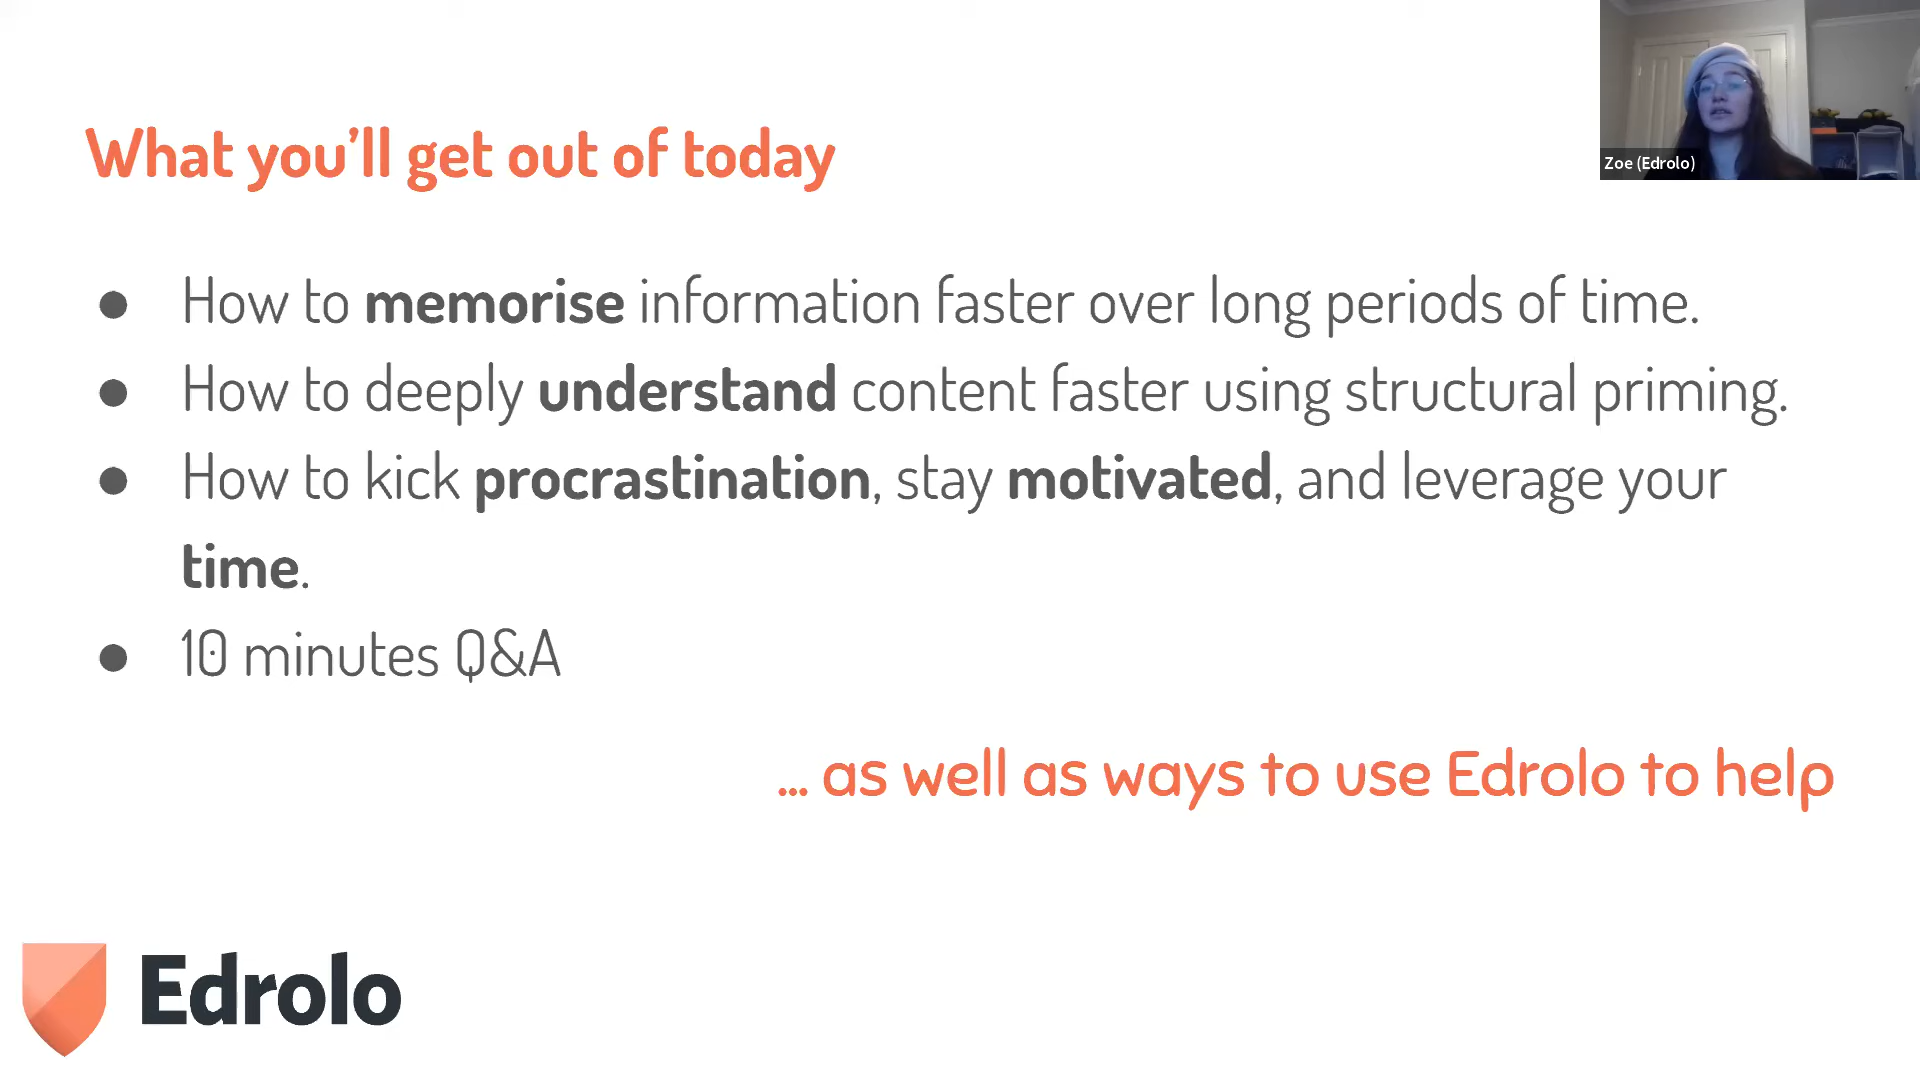 What you’ll get out of today
Zoe (Edrolo)
● How to memorise information faster over long periods of time.
● How to deeply understand content faster using structural priming.
● How to kick procrastination, stay motivated, and leverage your
time.
● 10 minutes Q&A
... as well as ways to use Edrolo to help
Edrolo